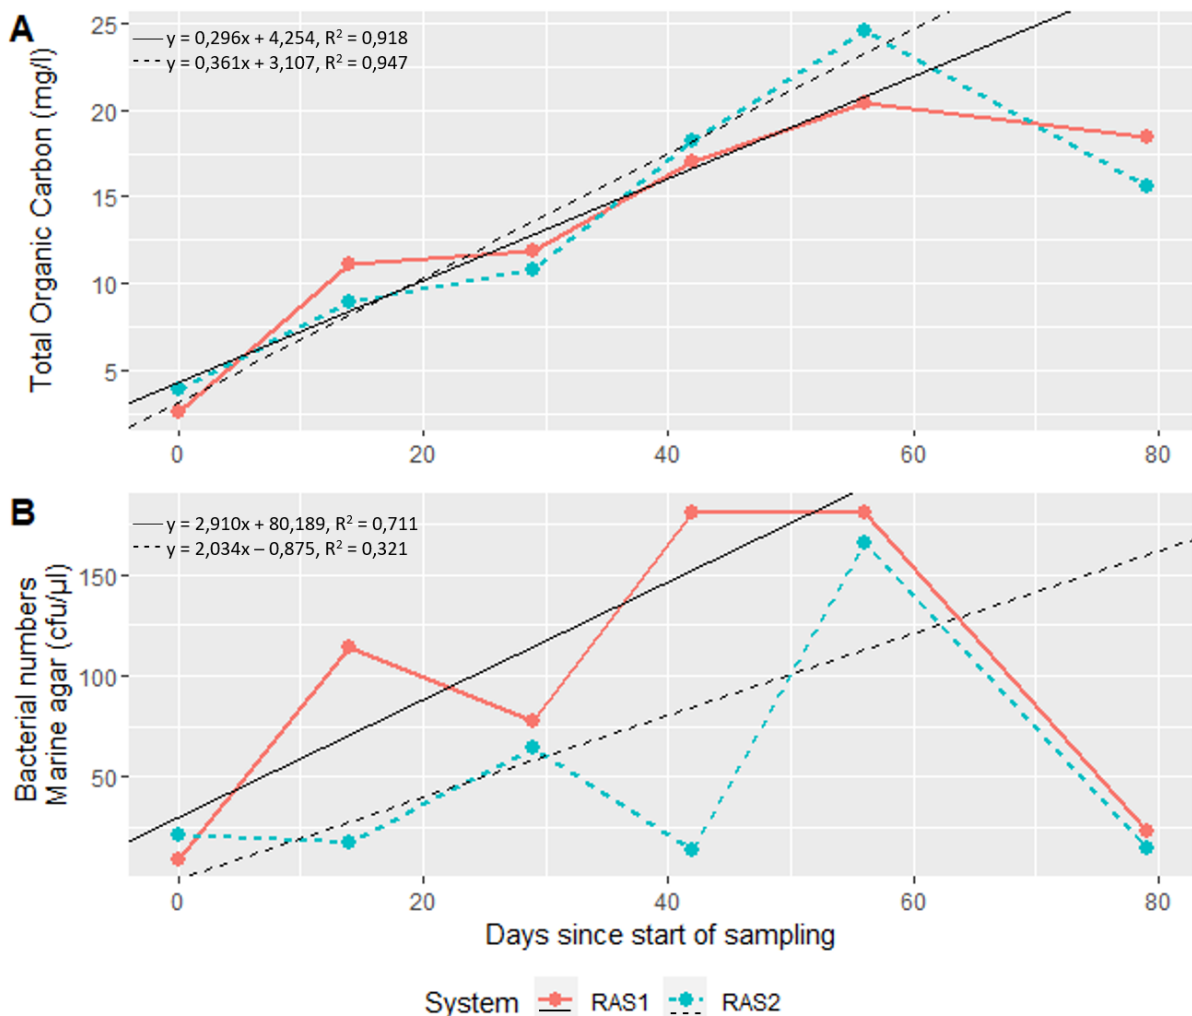 A
y = 0,296x + 4,254, R² = 0,918
y = 0,361x + 3,107, R² = 0,947
Total Organic Carbon (mg/l)
25
20
15
10
5
0 20 40 60 80
B
y = 2,910x + 80,189, R² = 0,711
y = 2,034x – 0,875, R² = 0,321
Bacterial numbers
Marine agar (cfu/µl)
150
100
50
0 20 40 60 80
Days since start of sampling
System RAS1 RAS2